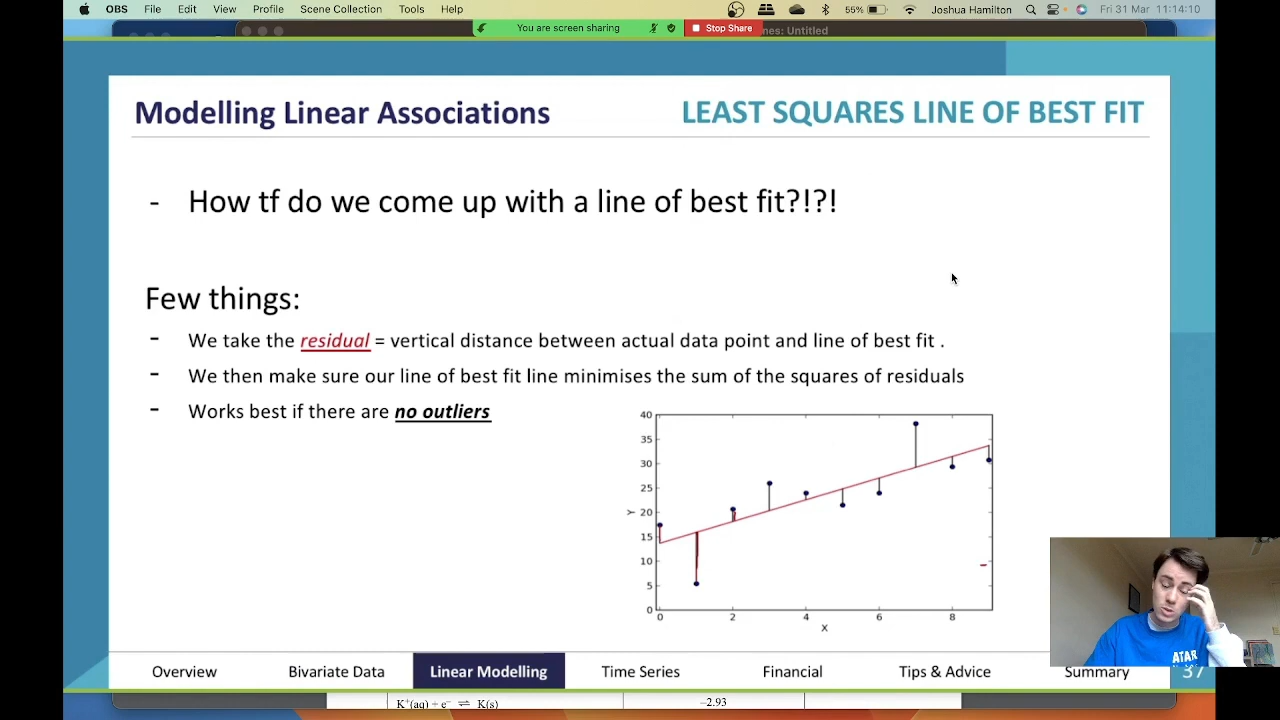 OBS File Edit View Profile Scene Collection Tools Help 55% Joshua Hamilton Fri 31 Mar 11:14:10
You are screen sharing Stop Share nes: Untitled
Modelling Linear Associations LEAST SQUARES LINE OF BEST FIT
- How tf do we come up with a line of best fit?!?!
Few things:
- We take the residual = vertical distance between actual data point and line of best fit .
- We then make sure our line of best fit line minimises the sum of the squares of residuals
- Works best if there are no outliers
40
35
30
25
Y 20
15
10
5
0
0 2 4 6 8
X
ATAR
Overview Bivariate Data Linear Modelling Time Series Financial Tips & Advice Summary 37
K⁺(aq) + e⁻ ⇌ K(s) −2.93